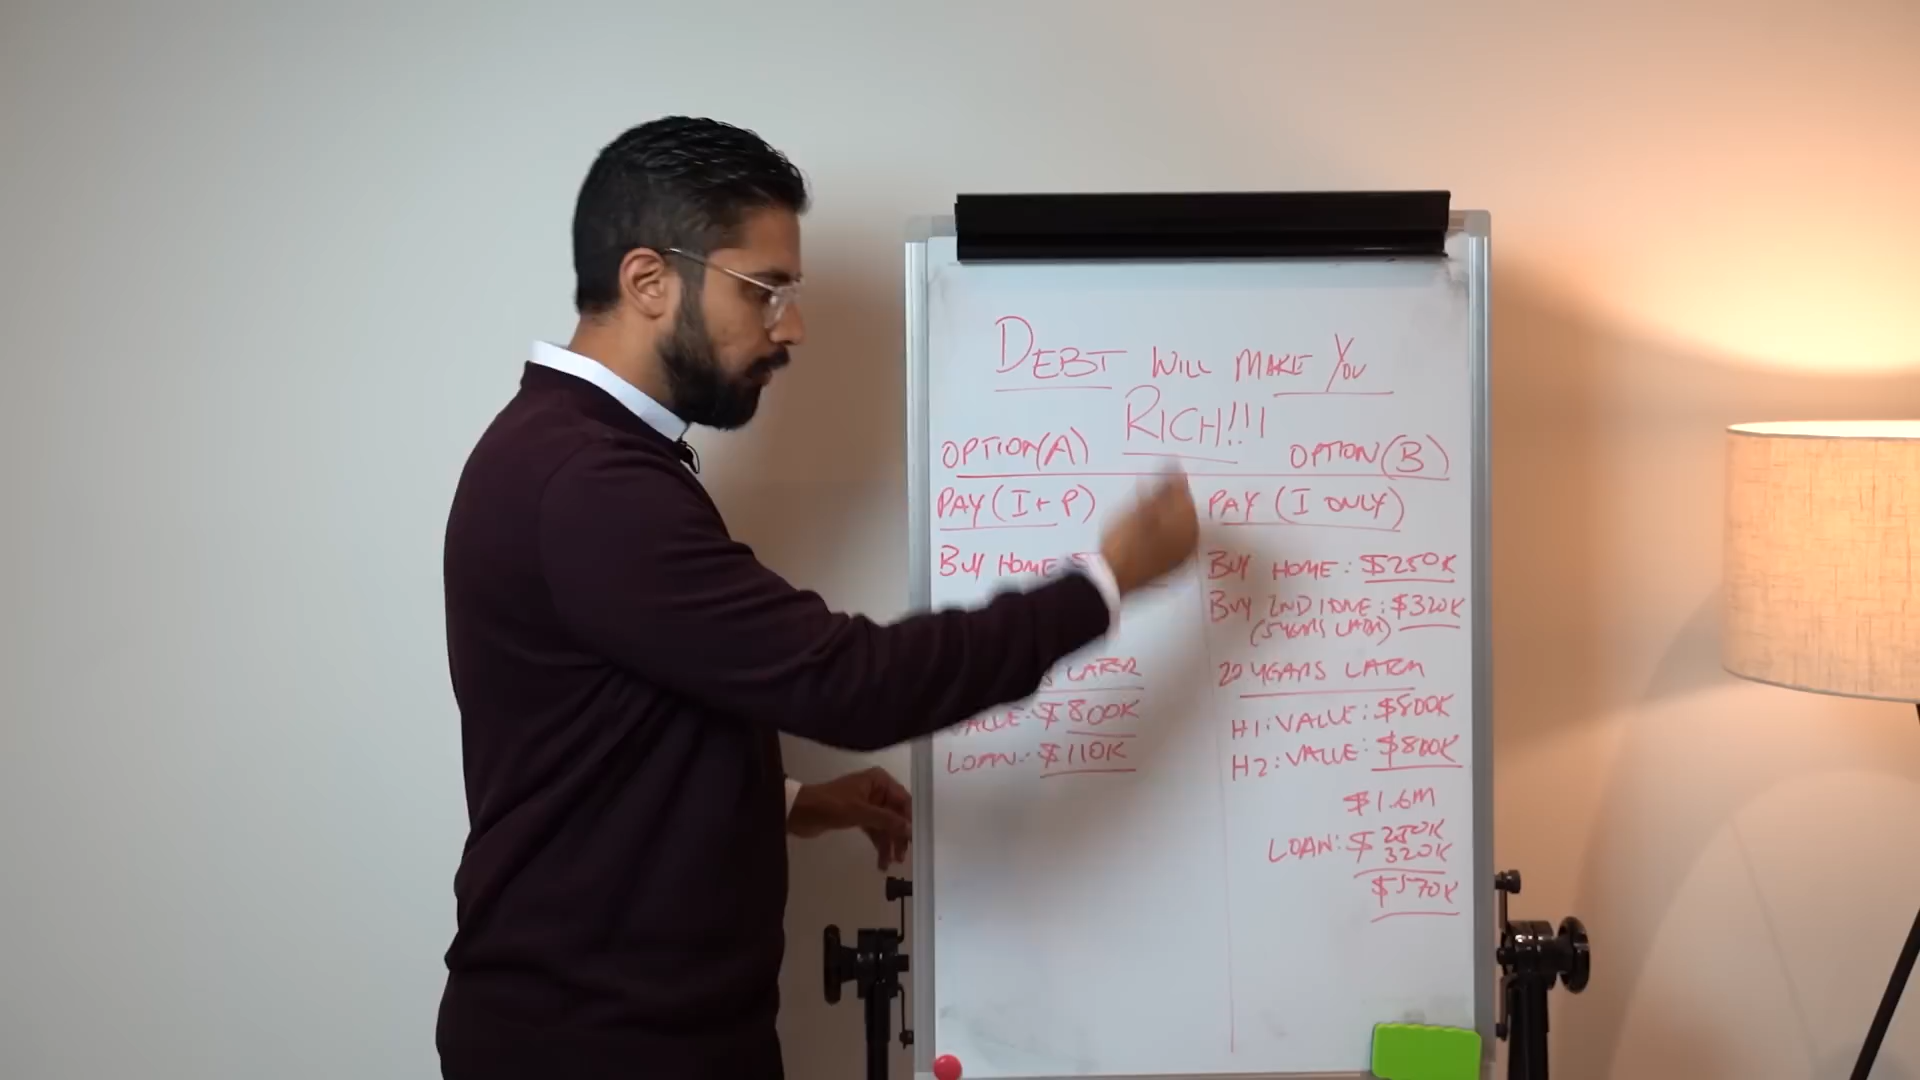 DEBT WILL MAKE YOU
RICH!!!
OPTION(A)
PAY (I+P)
BUY HOME
LATER
VALUE: $800K
LOAN: $110K
OPTION(B)
PAY (I ONLY)
BUY HOME: $250K
BUY 2ND HOME: $320K
(5 YEARS LATER)
20 YEARS LATER
H1: VALUE: $800K
H2: VALUE: $800K
$1.6M
LOAN: $250K
320K
$570K